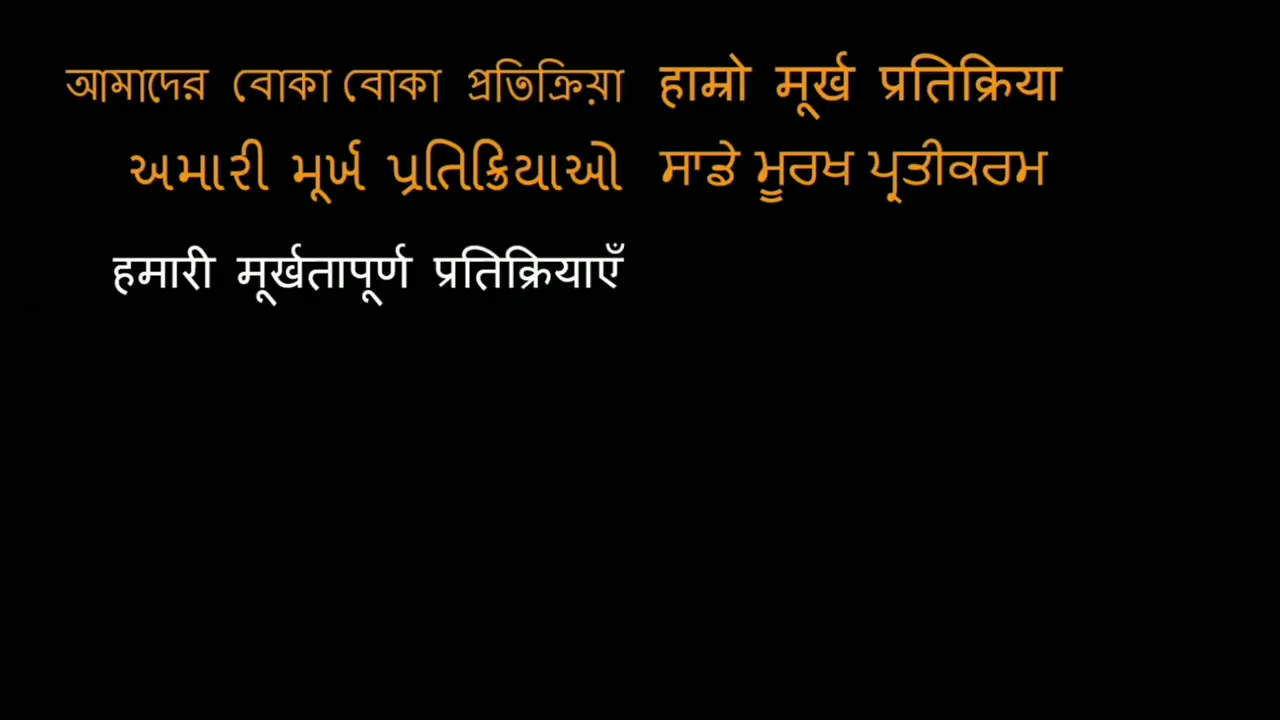 আমাদের বোকা বোকা প্রতিক্রিয়া हाम्रो मूर्ख प्रतिक्रिया
અમારી મૂર્ખ પ્રતિક્રિયાઓ ਸਾਡੇ ਮੂਰਖ ਪ੍ਰਤੀਕਰਮ
हमारी मूर्खतापूर्ण प्रतिक्रियाएँ